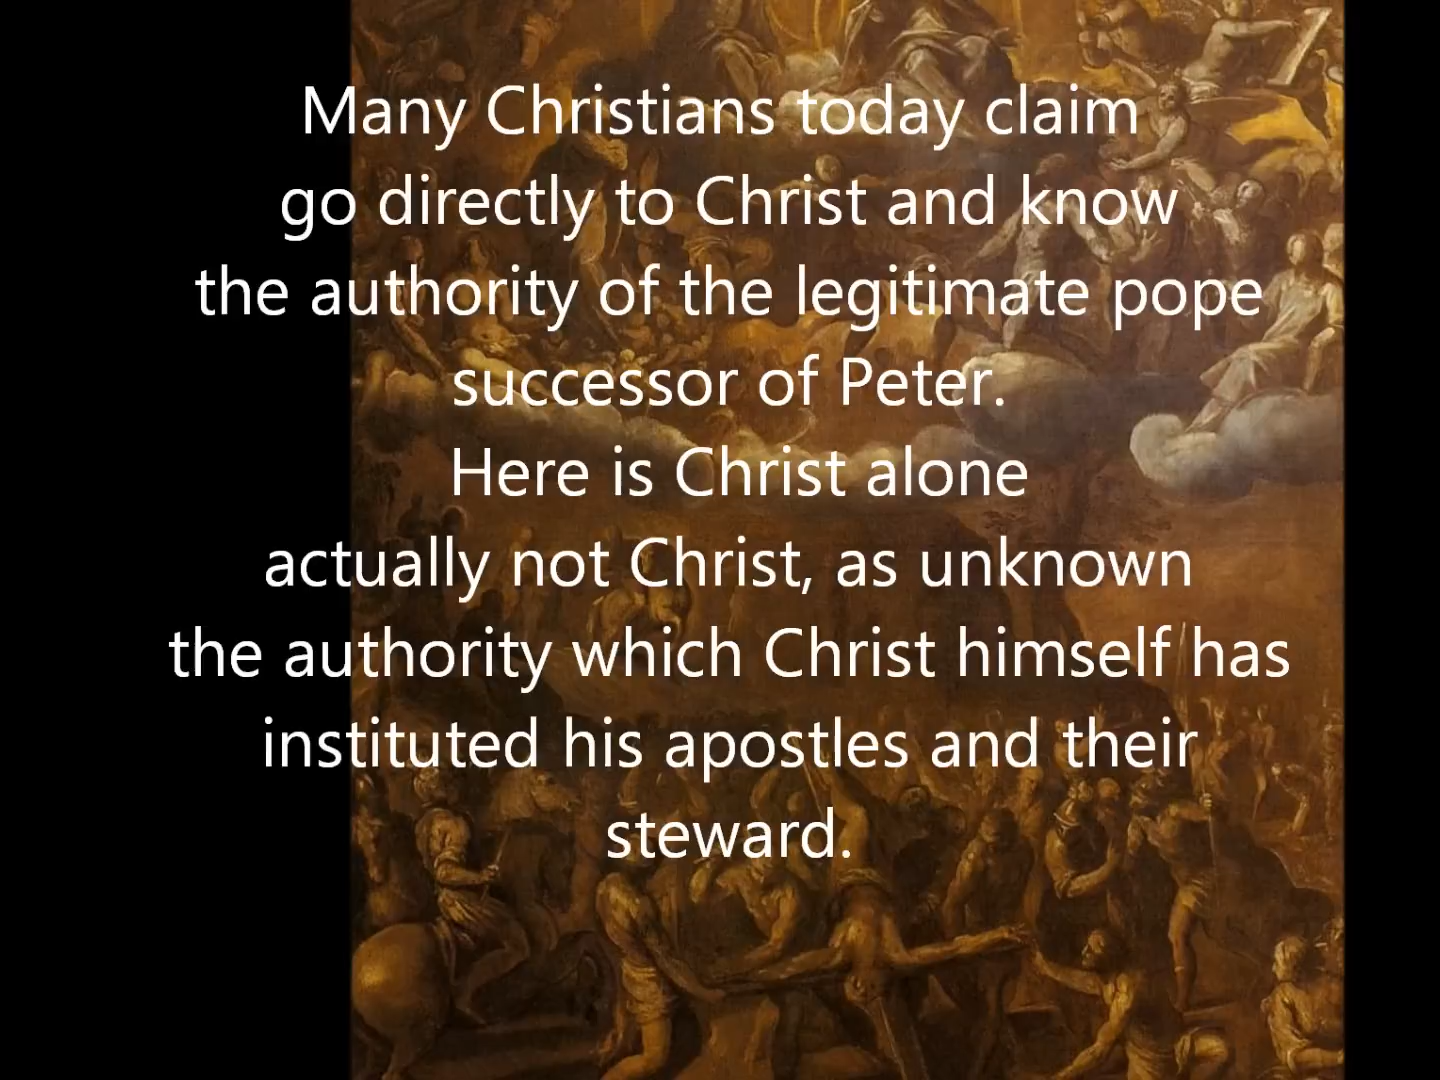 Many Christians today claim
go directly to Christ and know
the authority of the legitimate pope
successor of Peter.
Here is Christ alone
actually not Christ, as unknown
the authority which Christ himself has
instituted his apostles and their
steward.